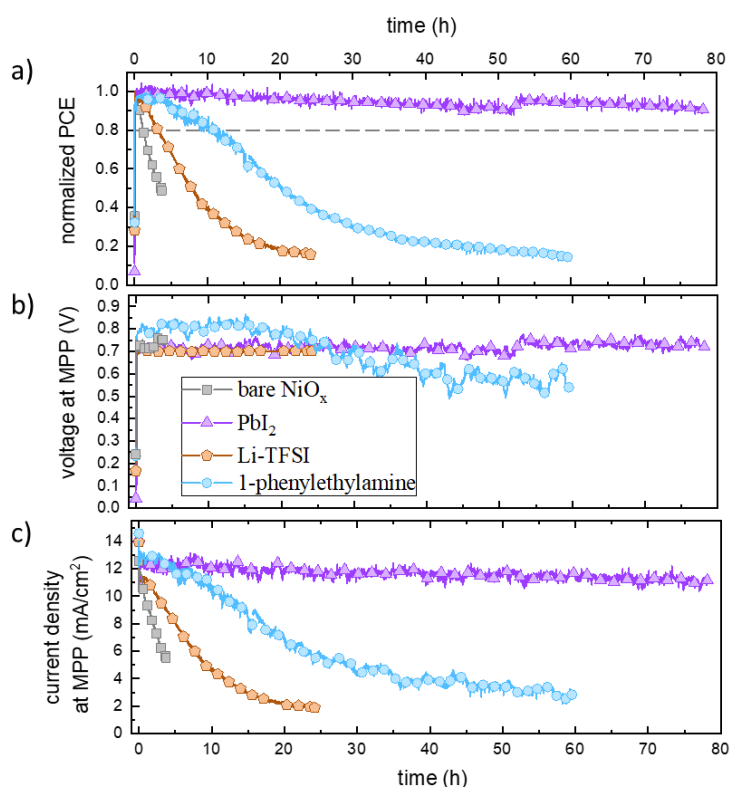 time (h)
0 10 20 30 40 50 60 70 80
a)
normalized PCE
1.0
0.8
0.6
0.4
0.2
0.0
b)
voltage at MPP (V)
0.9
0.8
0.7
0.6
0.5
0.4
0.3
0.2
0.1
0.0
bare NiOₓ
PbI₂
Li-TFSI
1-phenylethylamine
c)
current density
at MPP (mA/cm²)
14
12
10
8
6
4
2
0
0 10 20 30 40 50 60 70 80
time (h)